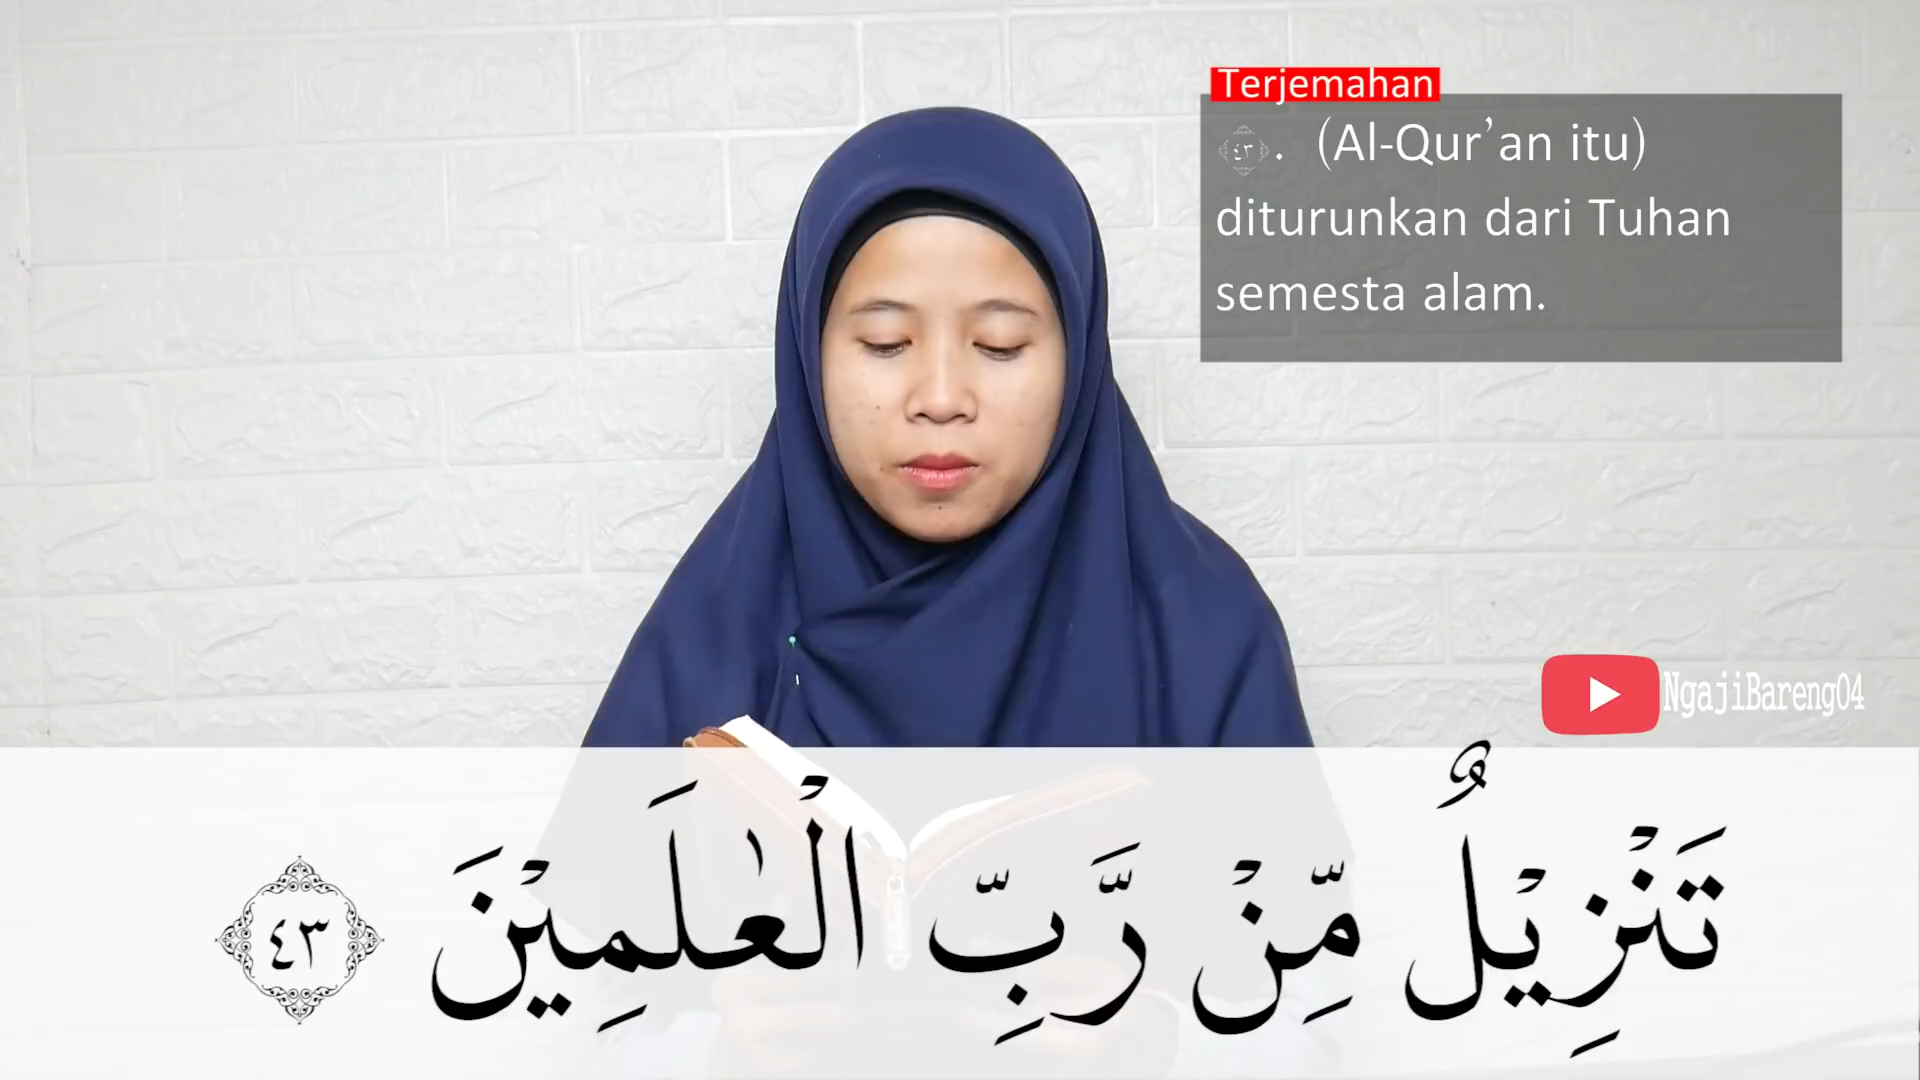 Terjemahan
٤٣. (Al-Qur’an itu)
diturunkan dari Tuhan
semesta alam.
NgajiBareng04
تَنْزِيْلٌ مِّنْ رَّبِّ الْعٰلَمِيْنَ ٤٣